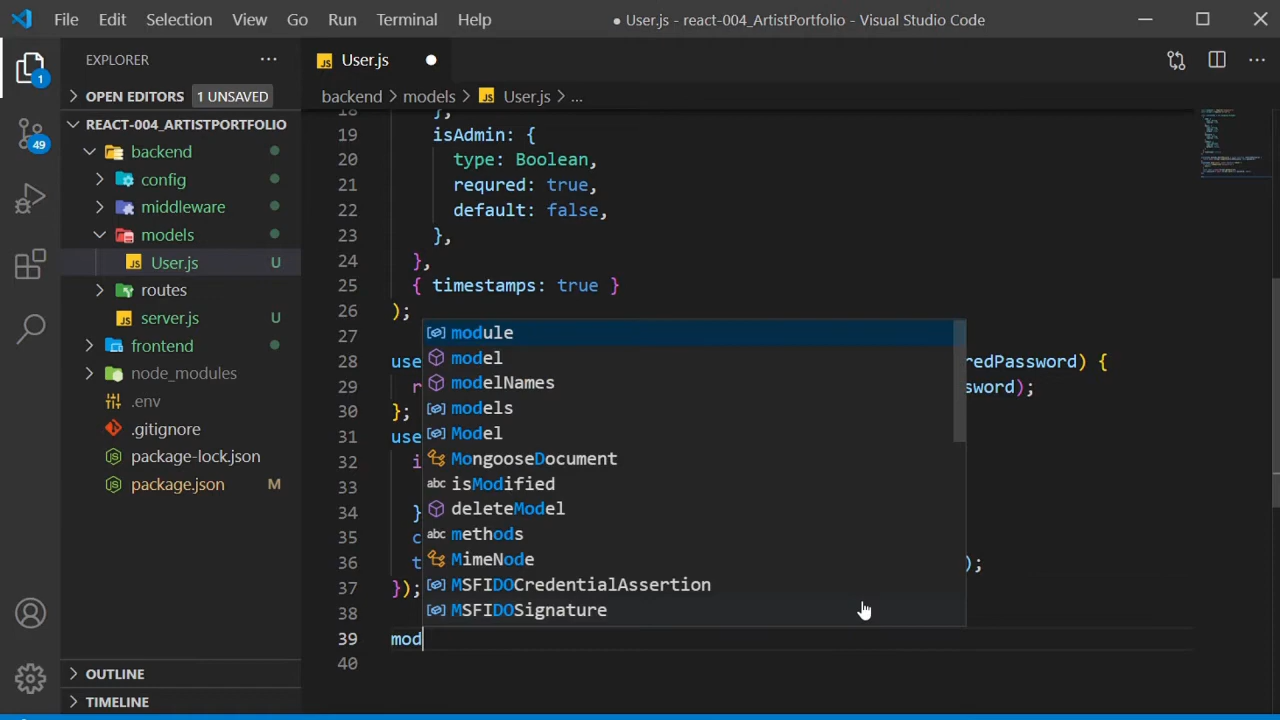 File Edit Selection View Go Run Terminal Help ● User.js - react-004_ArtistPortfolio - Visual Studio Code
EXPLORER
OPEN EDITORS 1 UNSAVED
REACT-004_ARTISTPORTFOLIO
backend
config
middleware
models
User.js U
routes
server.js U
frontend
node_modules
.env
.gitignore
package-lock.json
package.json M
OUTLINE
TIMELINE
1
49
JS User.js
backend > models > JS User.js > ...
18 },
19 isAdmin: {
20 type: Boolean,
21 requred: true,
22 default: false,
23 },
24 },
25 { timestamps: true }
26 );
27
28 use redPassword) {
29 r sword);
30 };
31 use
32 i
33
34 }
35 c
36 t );
37 });
38
39 mod
40
module
model
modelNames
models
Model
MongooseDocument
abc isModified
deleteModel
abc methods
MimeNode
MSFIDOCredentialAssertion
MSFIDOSignature